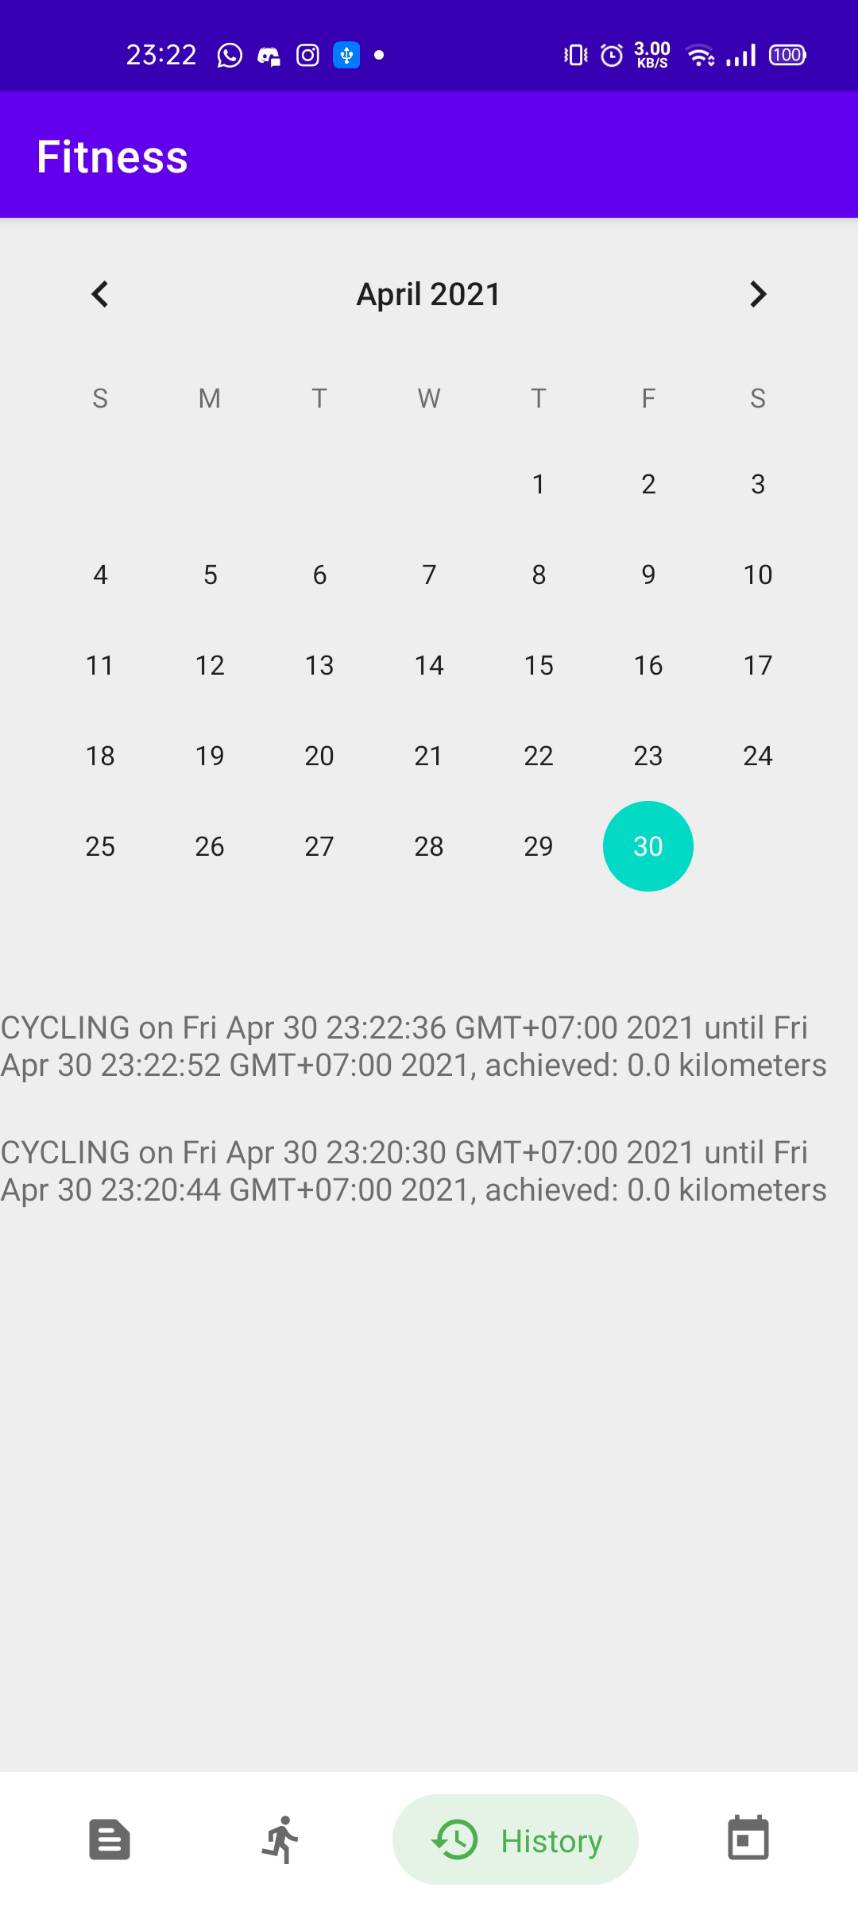 23:22 3.00 KB/S 100
Fitness
April 2021
S M T W T F S
1 2 3
4 5 6 7 8 9 10
11 12 13 14 15 16 17
18 19 20 21 22 23 24
25 26 27 28 29 30
CYCLING on Fri Apr 30 23:22:36 GMT+07:00 2021 until Fri
Apr 30 23:22:52 GMT+07:00 2021, achieved: 0.0 kilometers
CYCLING on Fri Apr 30 23:20:30 GMT+07:00 2021 until Fri
Apr 30 23:20:44 GMT+07:00 2021, achieved: 0.0 kilometers
History